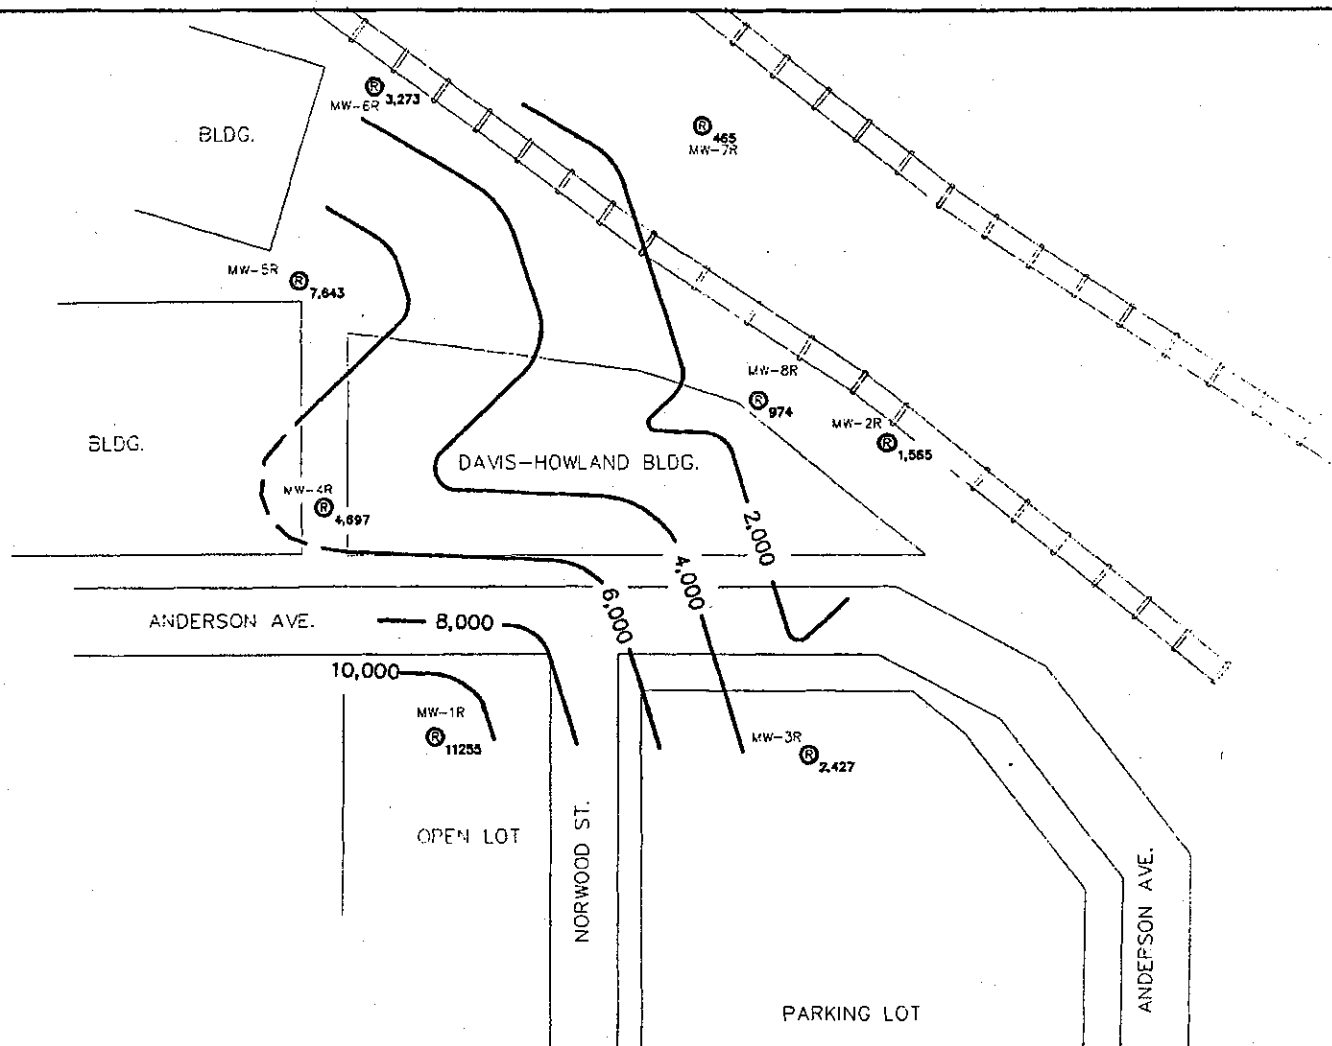 MW-6R
3,273
BLDG.
465
MW-7R
MW-5R
7,643
MW-8R
974
MW-2R
1,565
BLDG.
DAVIS-HOWLAND BLDG.
MW-4R
4,697
2,000
4,000
6,000
ANDERSON AVE.
8,000
10,000
MW-1R
11255
MW-3R
2,427
OPEN LOT
NORWOOD ST.
ANDERSON AVE.
PARKING LOT